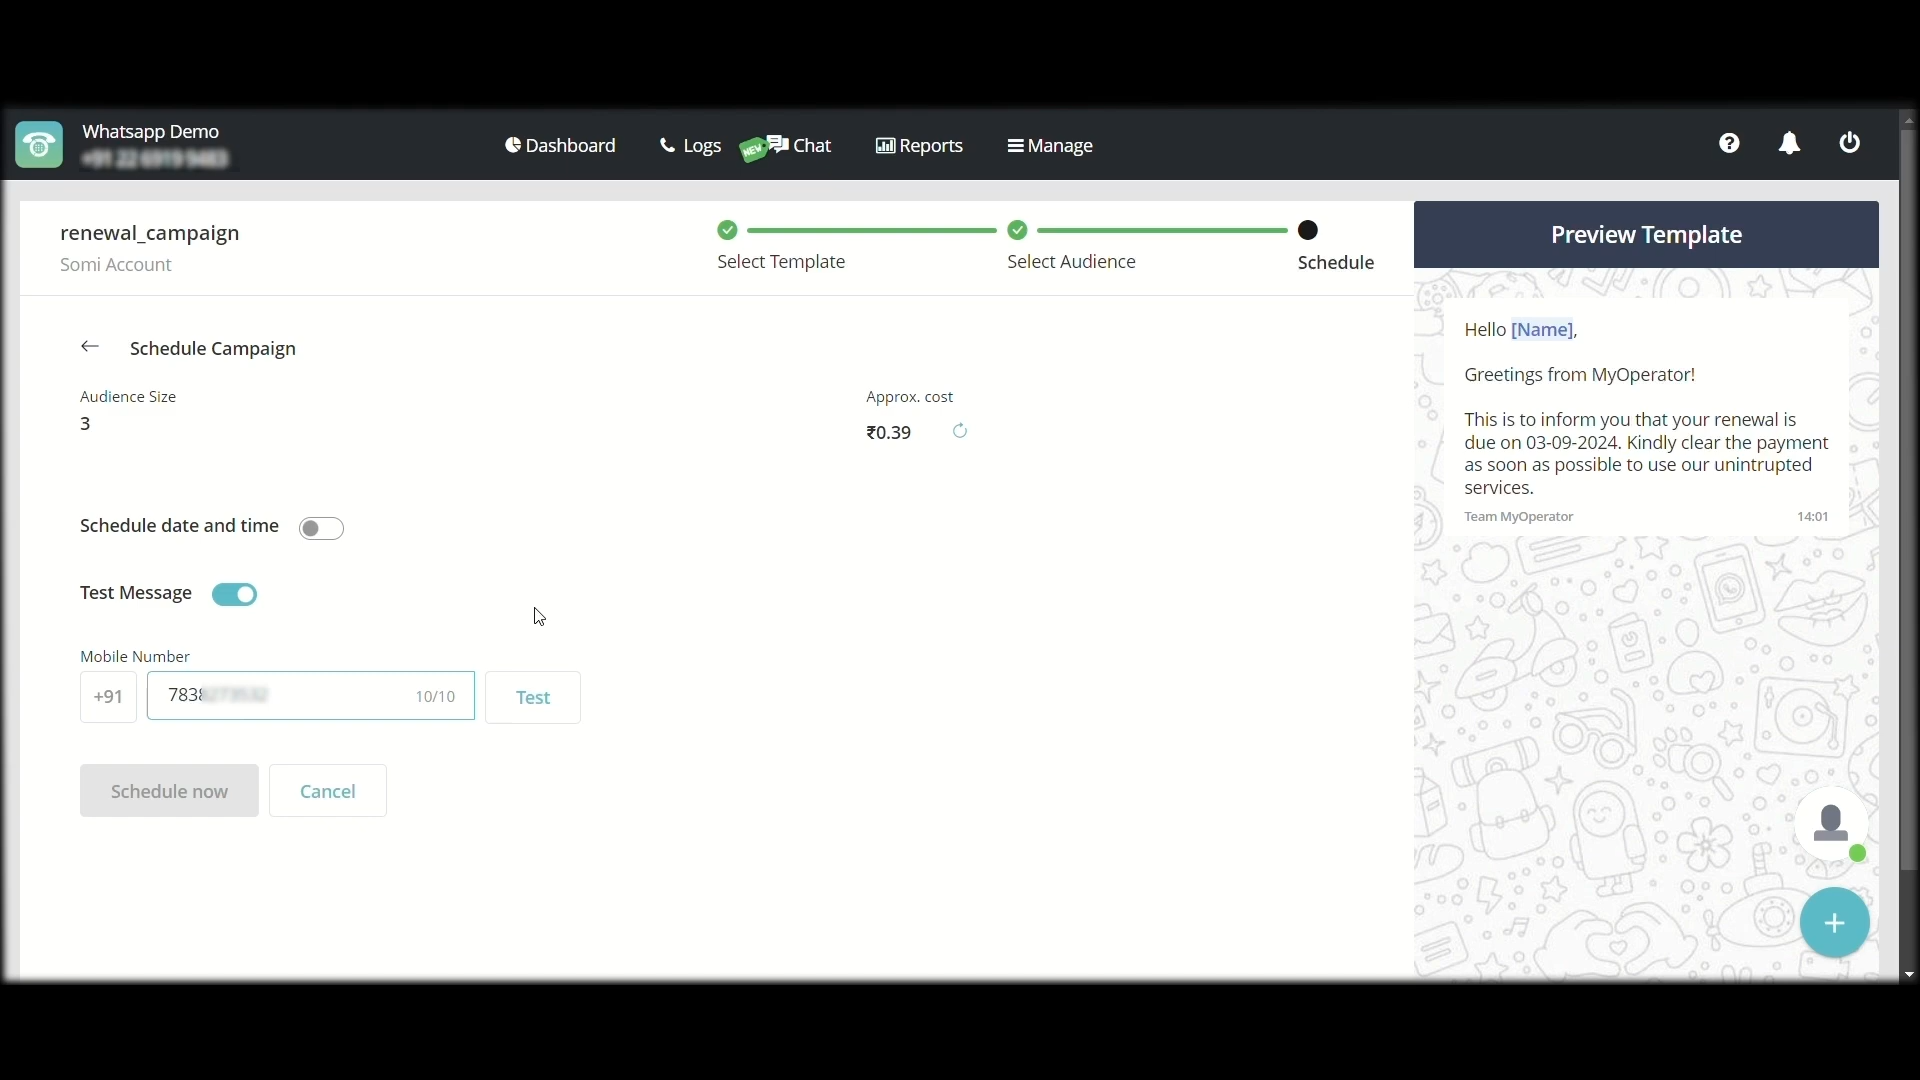 Whatsapp Demo
Dashboard
Logs
NEW
Chat
Reports
Manage
renewal_campaign
Somi Account
Select Template
Select Audience
Schedule
Schedule Campaign
Audience Size
3
Approx. cost
₹0.39
Schedule date and time
Test Message
Mobile Number
+91
783
10/10
Test
Schedule now
Cancel
Preview Template
Hello [Name],
Greetings from MyOperator!
This is to inform you that your renewal is
due on 03-09-2024. Kindly clear the payment
as soon as possible to use our unintrupted
services.
Team MyOperator
14:01